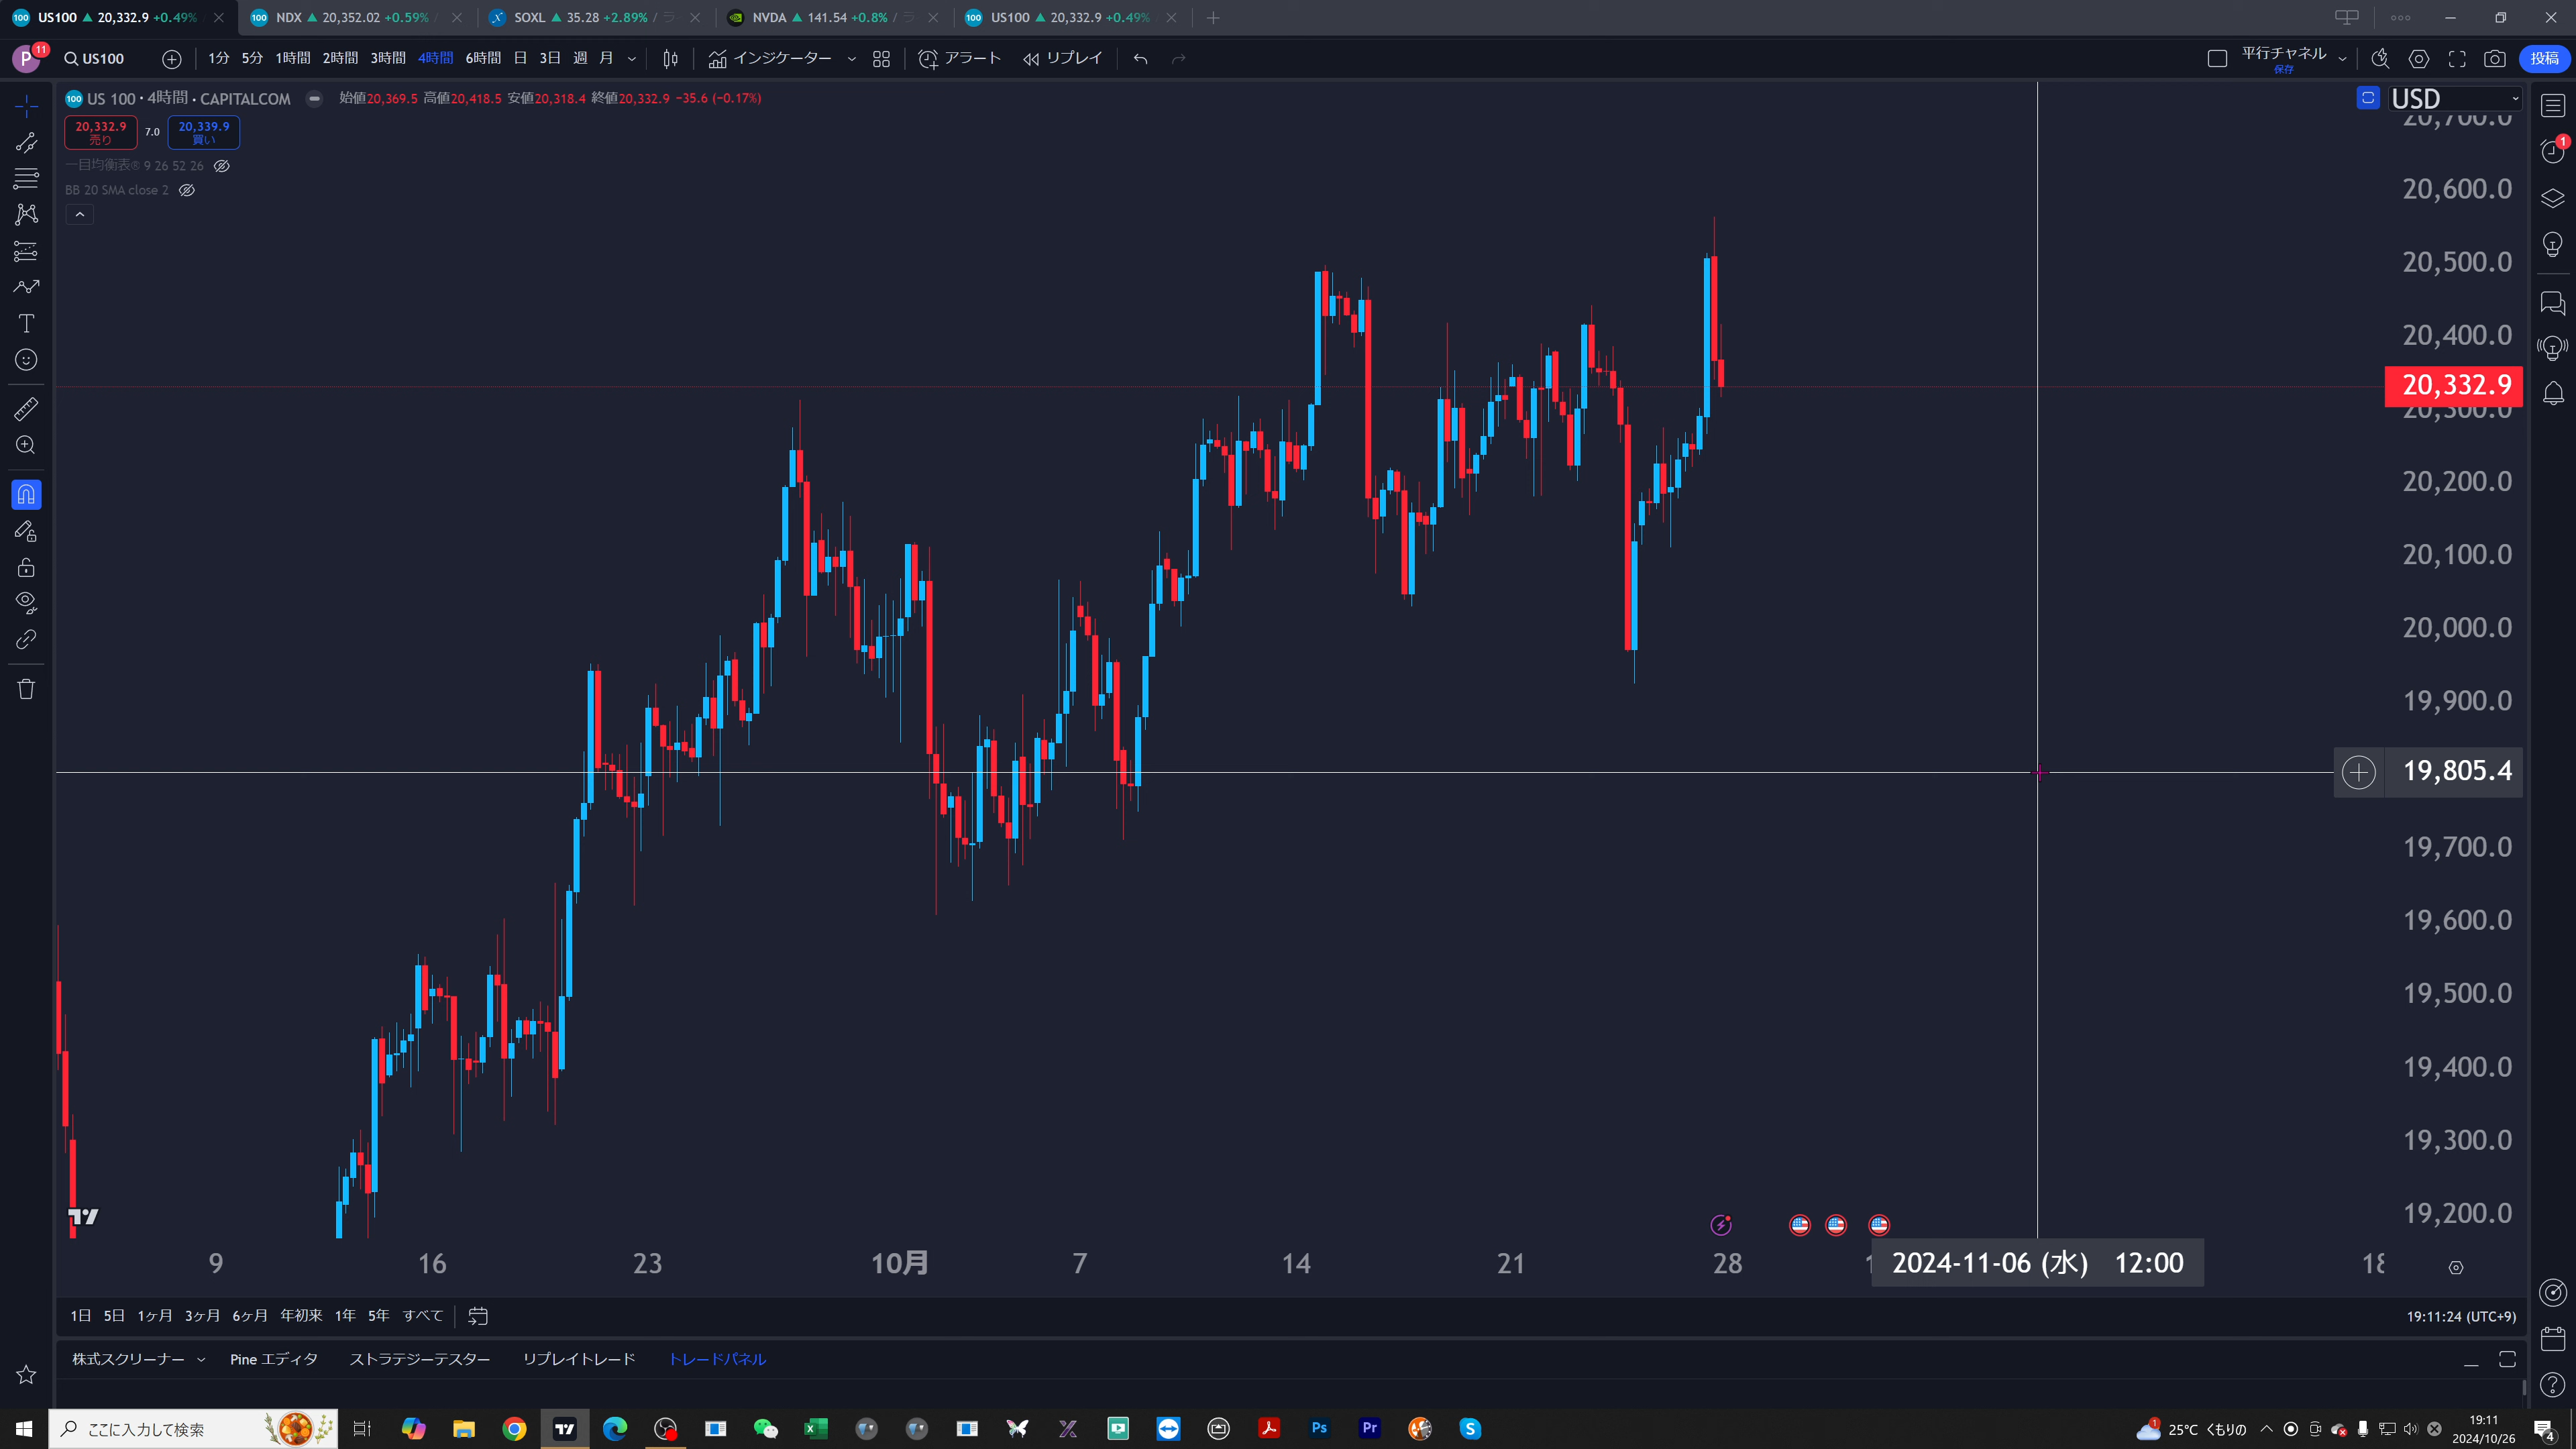 US100 ▲ 20,332.9 +0.49%
NDX ▲ 20,352.02 +0.59% /
SOXL ▲ 35.28 +2.89% / ラ
NVDA ▲ 141.54 +0.8% / ラ
US100 ▲ 20,332.9 +0.49%
P 11
US100
1分 5分 1時間 2時間 3時間 4時間 6時間 日 3日 週 月
インジケーター
アラート
リプレイ
平行チャネル
保存
投稿
US 100・4時間・CAPITALCOM
始値20,369.5 高値20,418.5 安値20,318.4 終値20,332.9 −35.6 (−0.17%)
USD
20,332.9
売り
7.0
20,339.9
買い
一目均衡表® 9 26 52 26
BB 20 SMA close 2
1
20,700.0
20,600.0
20,500.0
20,400.0
20,332.9
20,300.0
20,200.0
20,100.0
20,000.0
19,900.0
19,805.4
19,700.0
19,600.0
19,500.0
19,400.0
19,300.0
19,200.0
9 16 23 10月 7 14 21 28 2024-11-06 (水) 12:00 18
1日 5日 1ヶ月 3ヶ月 6ヶ月 年初来 1年 5年 すべて
19:11:24 (UTC+9)
株式スクリーナー
Pine エディタ
ストラテジーテスター
リプレイトレード
トレードパネル
ここに入力して検索
Ps
Pr
1
25°C くもりの
19:11
2024/10/26
4